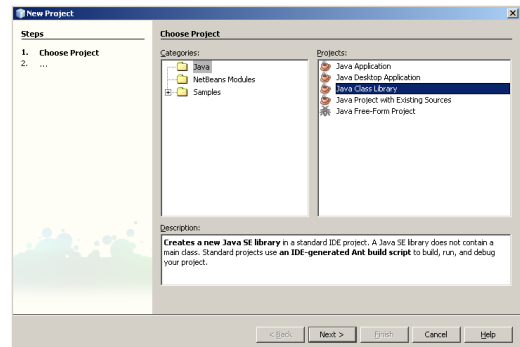 New Project
Steps
1. Choose Project
2. ...
Choose Project
Categories:
Java
NetBeans Modules
Samples
Projects:
Java Application
Java Desktop Application
Java Class Library
Java Project with Existing Sources
Java Free-Form Project
Description:
Creates a new Java SE library in a standard IDE project. A Java SE library does not contain a
main class. Standard projects use an IDE-generated Ant build script to build, run, and debug
your project.
< Back
Next >
Finish
Cancel
Help